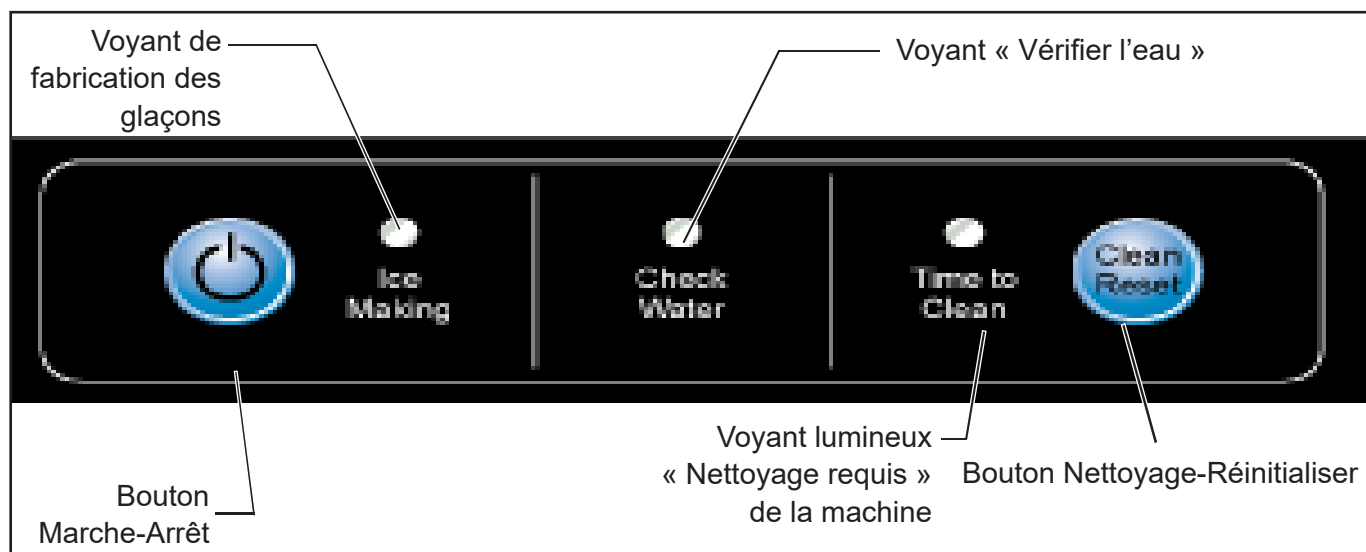 Voyant de
fabrication des
glaçons
Voyant « Vérifier l’eau »
Ice
Making
Check
Water
Time to
Clean
Clean
Reset
Bouton
Marche-Arrêt
Voyant lumineux
« Nettoyage requis »
de la machine
Bouton Nettoyage-Réinitialiser